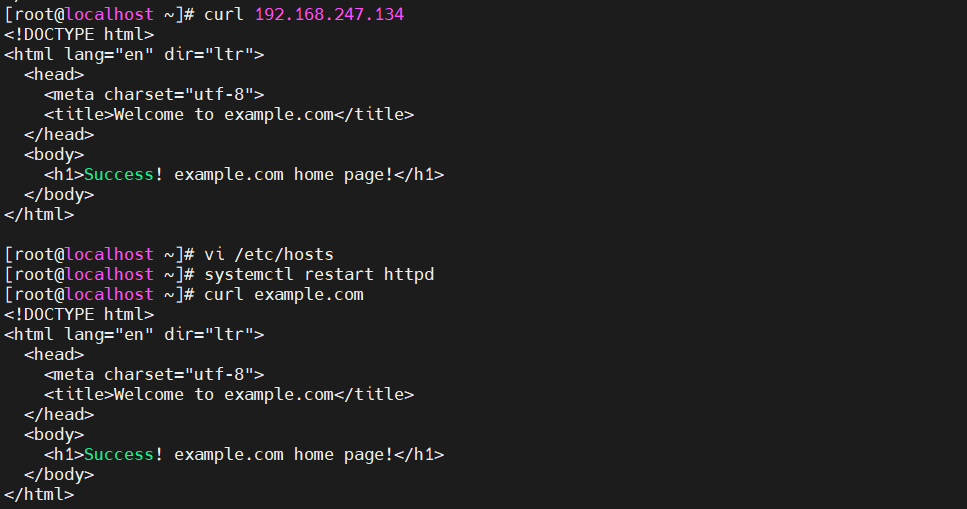 [root@localhost ~]# curl 192.168.247.134
<!DOCTYPE html>
<html lang="en" dir="ltr">
  <head>
    <meta charset="utf-8">
    <title>Welcome to example.com</title>
  </head>
  <body>
    <h1>Success! example.com home page!</h1>
  </body>
</html>

[root@localhost ~]# vi /etc/hosts
[root@localhost ~]# systemctl restart httpd
[root@localhost ~]# curl example.com
<!DOCTYPE html>
<html lang="en" dir="ltr">
  <head>
    <meta charset="utf-8">
    <title>Welcome to example.com</title>
  </head>
  <body>
    <h1>Success! example.com home page!</h1>
  </body>
</html>